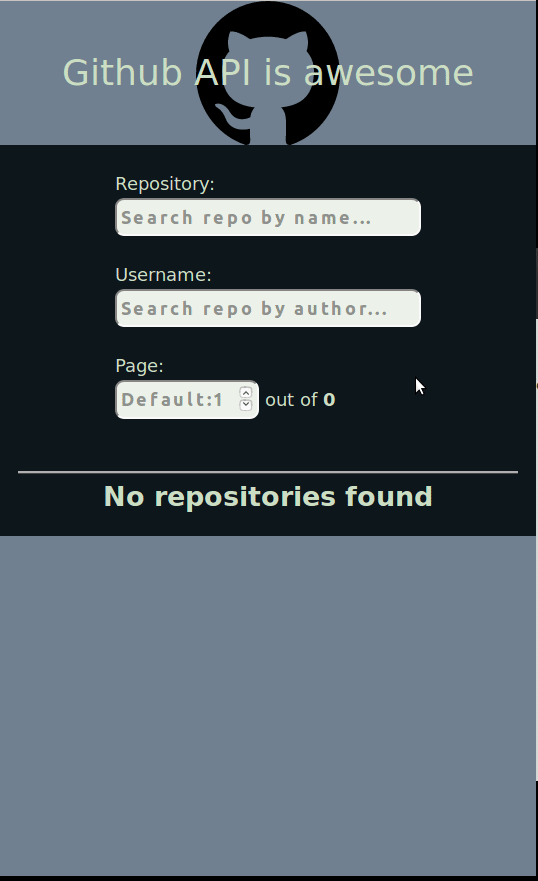 Github API is awesome
Repository:
Search repo by name...
Username:
Search repo by author...
Page:
Default:1 out of 0
No repositories found